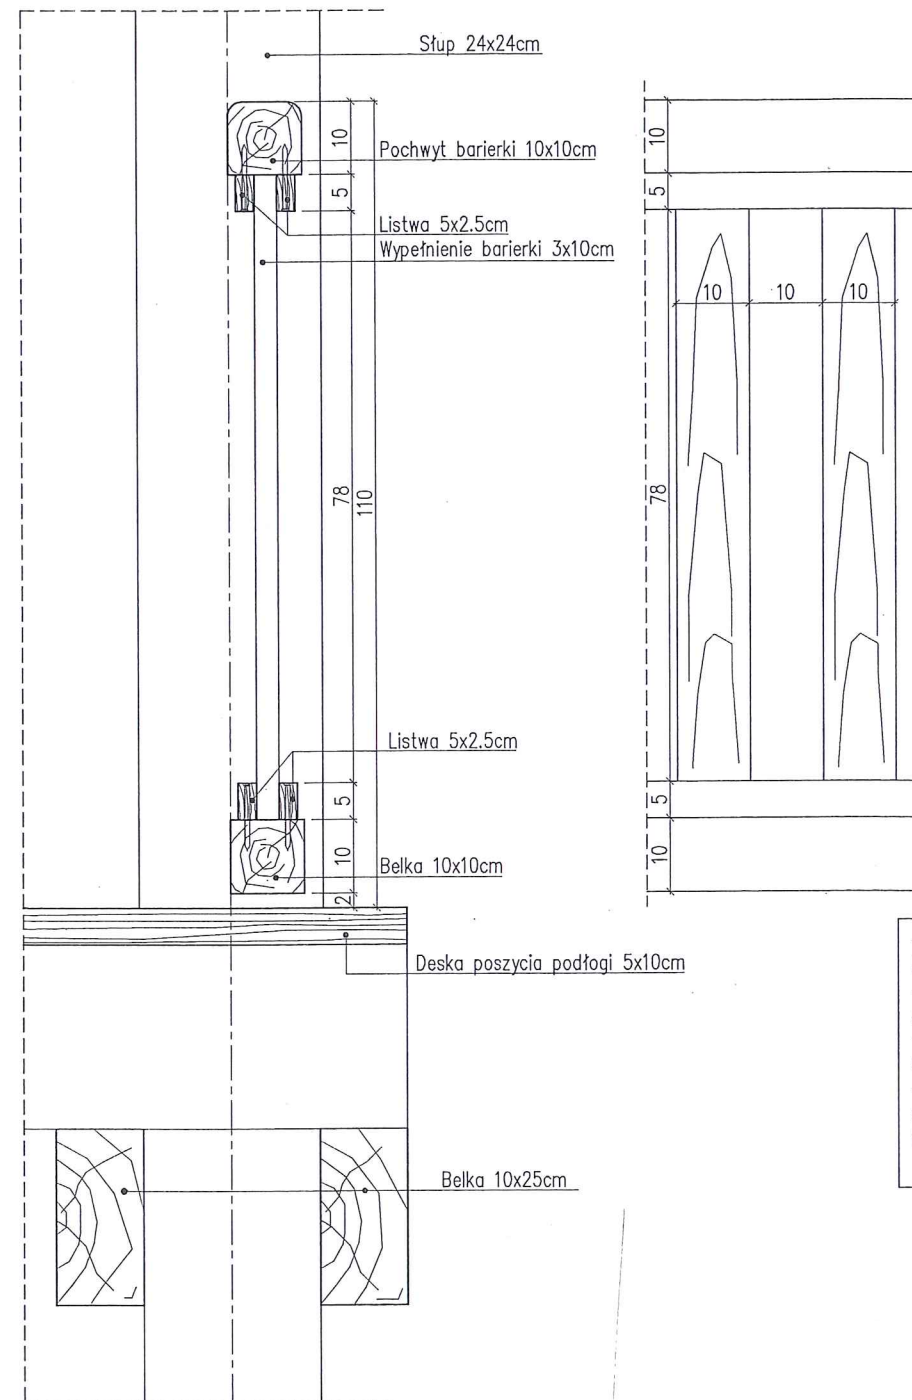 Słup 24x24cm
10
Pochwyt barierki 10x10cm
5
Listwa 5x2.5cm
Wypełnienie barierki 3x10cm
78
110
Listwa 5x2.5cm
5
10
Belka 10x10cm
2
Deska poszycia podłogi 5x10cm
Belka 10x25cm
10
5
10 10 10
78
5
10